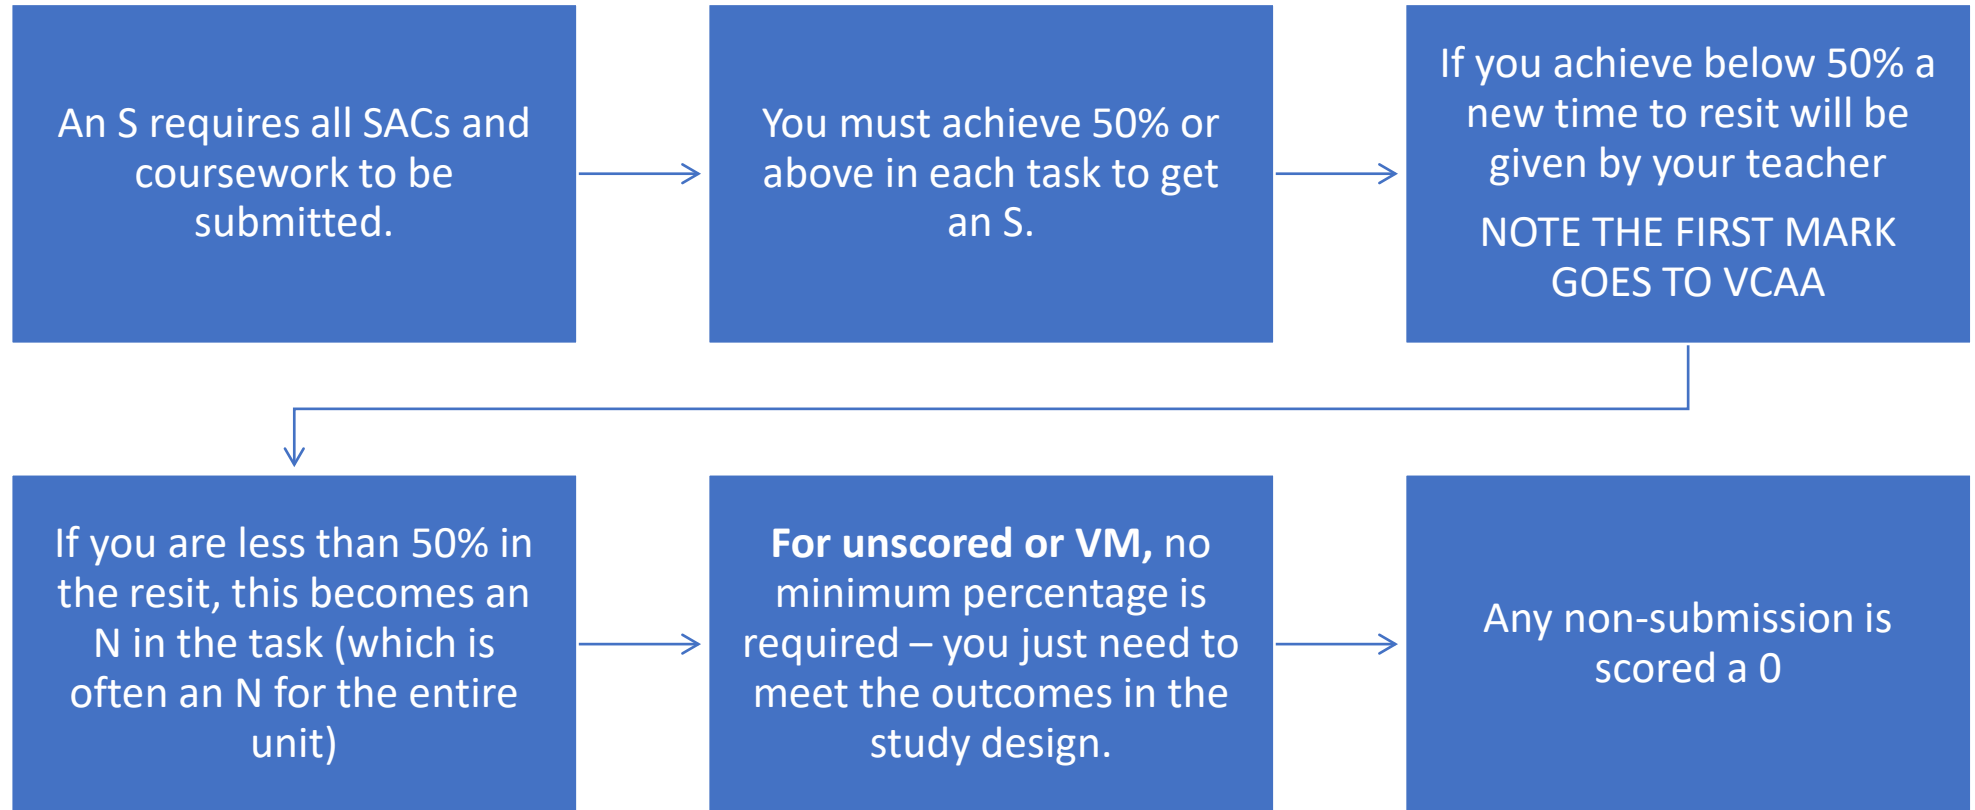 An S requires all SACs and
coursework to be
submitted.
You must achieve 50% or
above in each task to get
an S.
If you achieve below 50% a
new time to resit will be
given by your teacher
NOTE THE FIRST MARK
GOES TO VCAA
If you are less than 50% in
the resit, this becomes an
N in the task (which is
often an N for the entire
unit)
For unscored or VM, no
minimum percentage is
required – you just need to
meet the outcomes in the
study design.
Any non-submission is
scored a 0